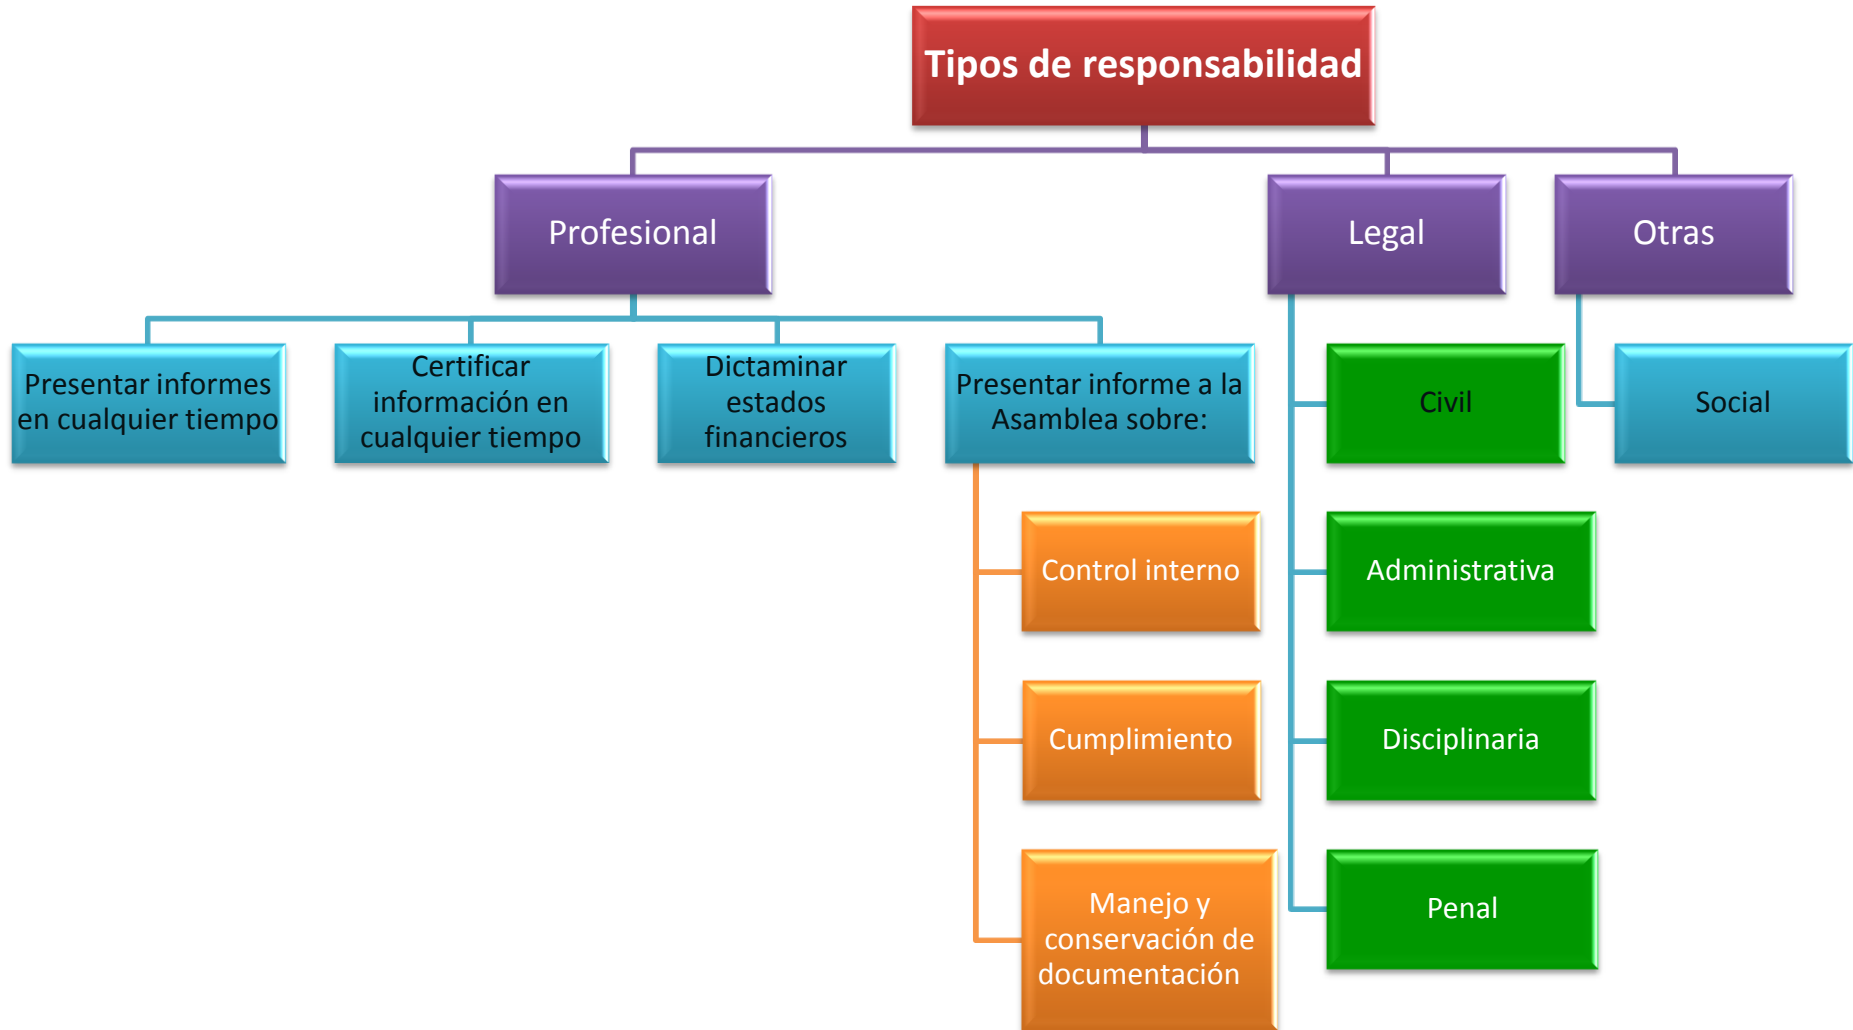 Tipos de responsabilidad
Profesional
Legal
Otras
Presentar informes
en cualquier tiempo
Certificar
información en
cualquier tiempo
Dictaminar
estados
financieros
Presentar informe a la
Asamblea sobre:
Civil
Social
Control interno
Administrativa
Cumplimiento
Disciplinaria
Manejo y
conservación de
documentación
Penal